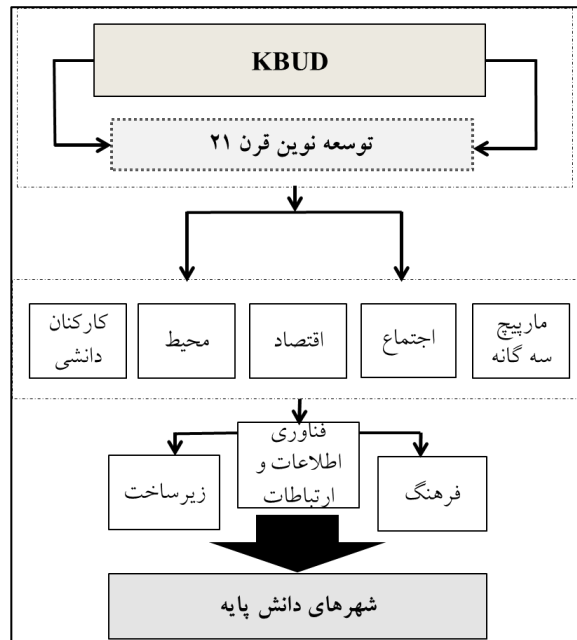 KBUD
توسعه نوین قرن ۲۱
مارپیچ
سه گانه
اجتماع
اقتصاد
محیط
کارکنان
دانشی
فناوری
اطلاعات و
ارتباطات
فرهنگ
زیرساخت
شهرهای دانش پایه